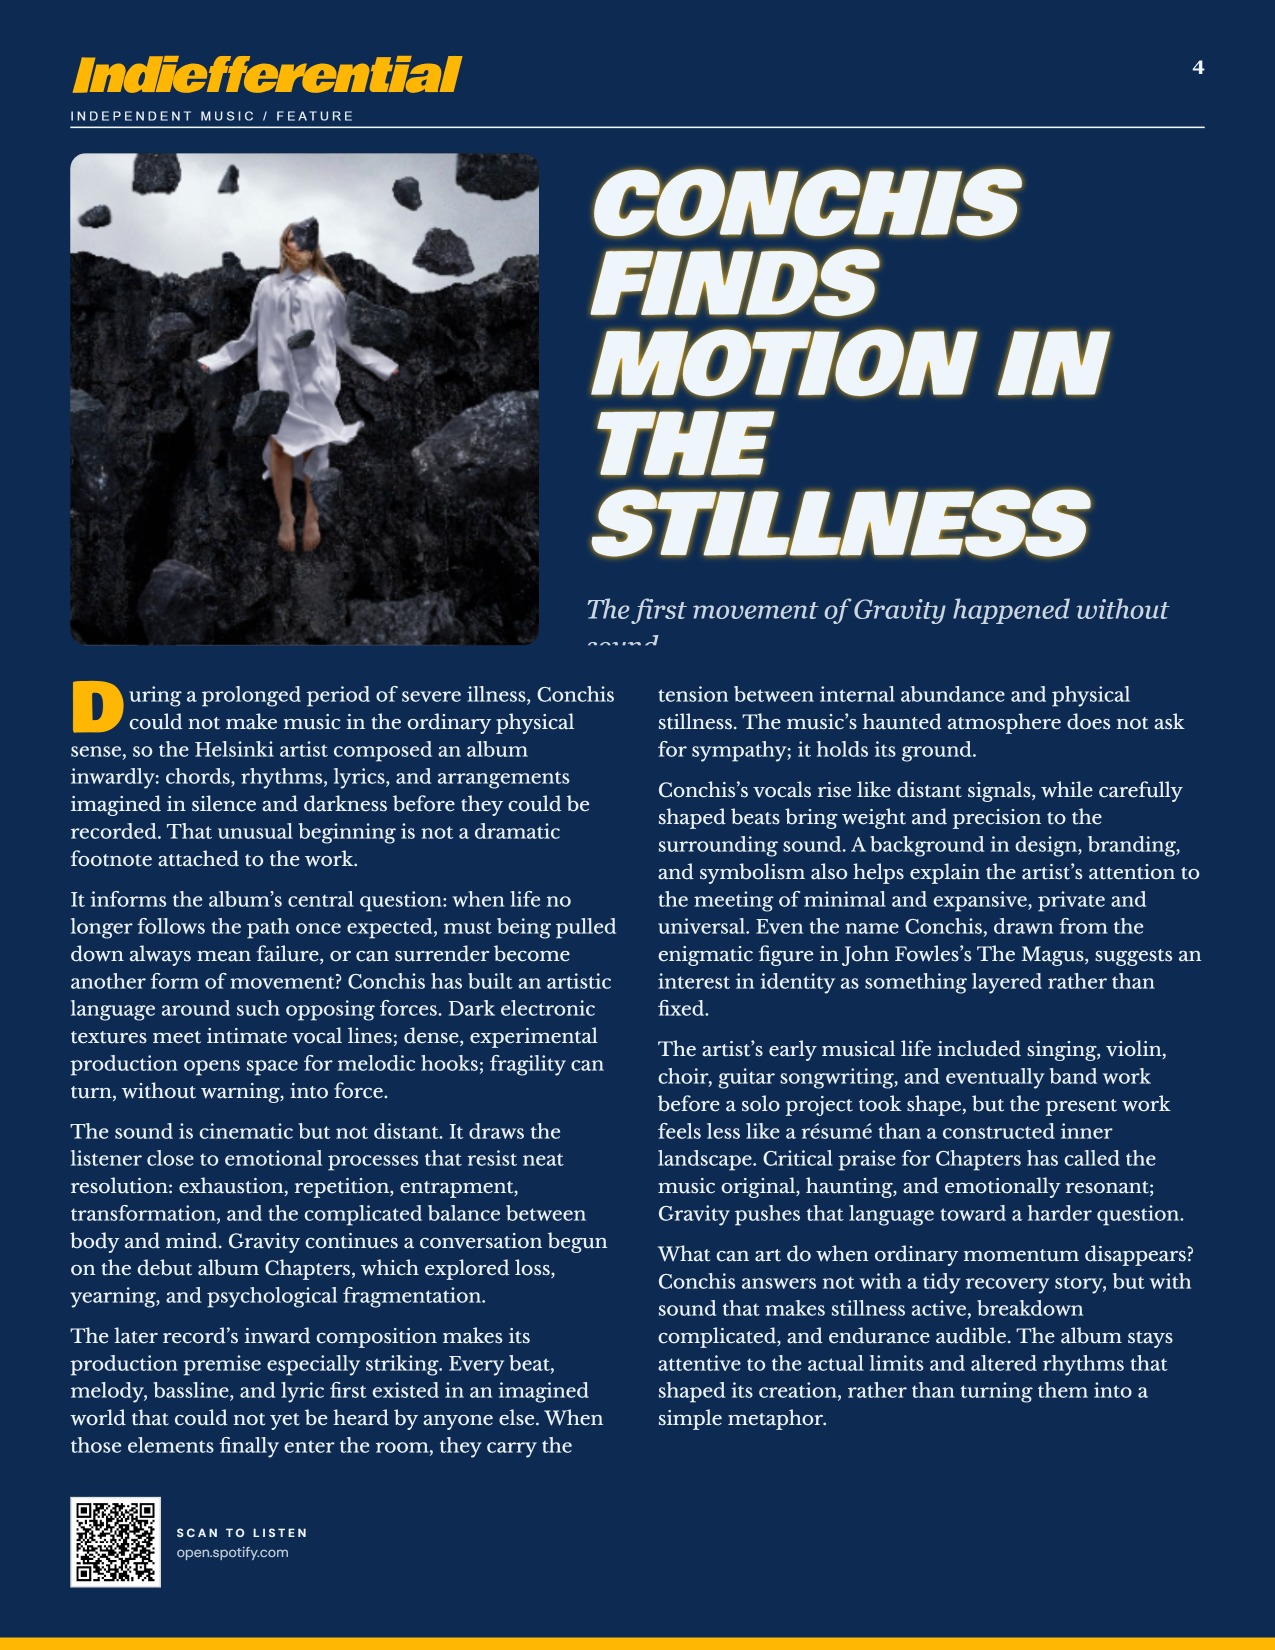 Indiefferential
4
INDEPENDENT MUSIC / FEATURE
CONCHIS
FINDS
MOTION IN
THE
STILLNESS
The first movement of Gravity happened without
sound
During a prolonged period of severe illness, Conchis
could not make music in the ordinary physical
sense, so the Helsinki artist composed an album
inwardly: chords, rhythms, lyrics, and arrangements
imagined in silence and darkness before they could be
recorded. That unusual beginning is not a dramatic
footnote attached to the work.
It informs the album’s central question: when life no
longer follows the path once expected, must being pulled
down always mean failure, or can surrender become
another form of movement? Conchis has built an artistic
language around such opposing forces. Dark electronic
textures meet intimate vocal lines; dense, experimental
production opens space for melodic hooks; fragility can
turn, without warning, into force.
The sound is cinematic but not distant. It draws the
listener close to emotional processes that resist neat
resolution: exhaustion, repetition, entrapment,
transformation, and the complicated balance between
body and mind. Gravity continues a conversation begun
on the debut album Chapters, which explored loss,
yearning, and psychological fragmentation.
The later record’s inward composition makes its
production premise especially striking. Every beat,
melody, bassline, and lyric first existed in an imagined
world that could not yet be heard by anyone else. When
those elements finally enter the room, they carry the
tension between internal abundance and physical
stillness. The music’s haunted atmosphere does not ask
for sympathy; it holds its ground.
Conchis’s vocals rise like distant signals, while carefully
shaped beats bring weight and precision to the
surrounding sound. A background in design, branding,
and symbolism also helps explain the artist’s attention to
the meeting of minimal and expansive, private and
universal. Even the name Conchis, drawn from the
enigmatic figure in John Fowles’s The Magus, suggests an
interest in identity as something layered rather than
fixed.
The artist’s early musical life included singing, violin,
choir, guitar songwriting, and eventually band work
before a solo project took shape, but the present work
feels less like a résumé than a constructed inner
landscape. Critical praise for Chapters has called the
music original, haunting, and emotionally resonant;
Gravity pushes that language toward a harder question.
What can art do when ordinary momentum disappears?
Conchis answers not with a tidy recovery story, but with
sound that makes stillness active, breakdown
complicated, and endurance audible. The album stays
attentive to the actual limits and altered rhythms that
shaped its creation, rather than turning them into a
simple metaphor.
SCAN TO LISTEN
open.spotify.com